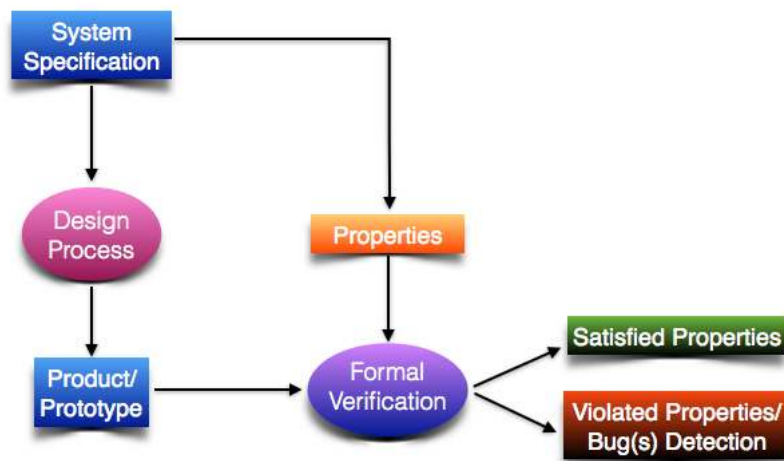 System
Specification
Design
Process
Properties
Product/
Prototype
Formal
Verification
Satisfied Properties
Violated Properties/
Bug(s) Detection